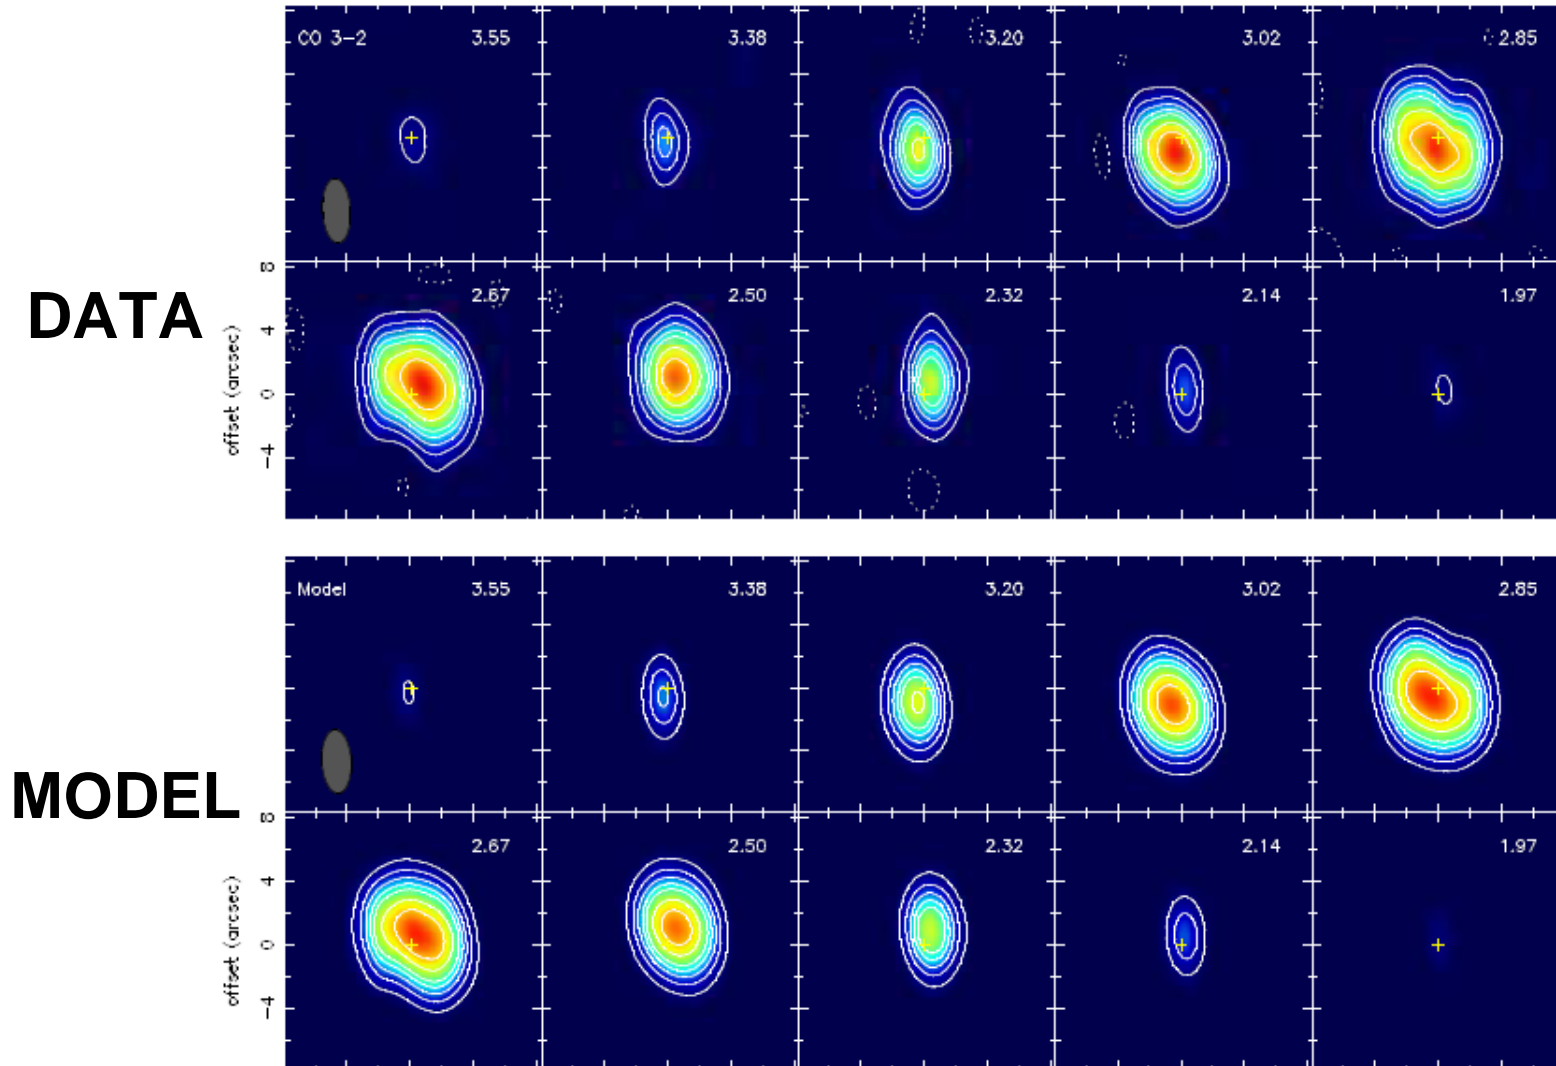 CO 3-2 3.55 3.38 3.20 3.02 2.85
DATA
offset (arcsec)
8
4
0
-4
2.67 2.50 2.32 2.14 1.97
Model 3.55 3.38 3.20 3.02 2.85
MODEL
offset (arcsec)
8
4
0
-4
2.67 2.50 2.32 2.14 1.97